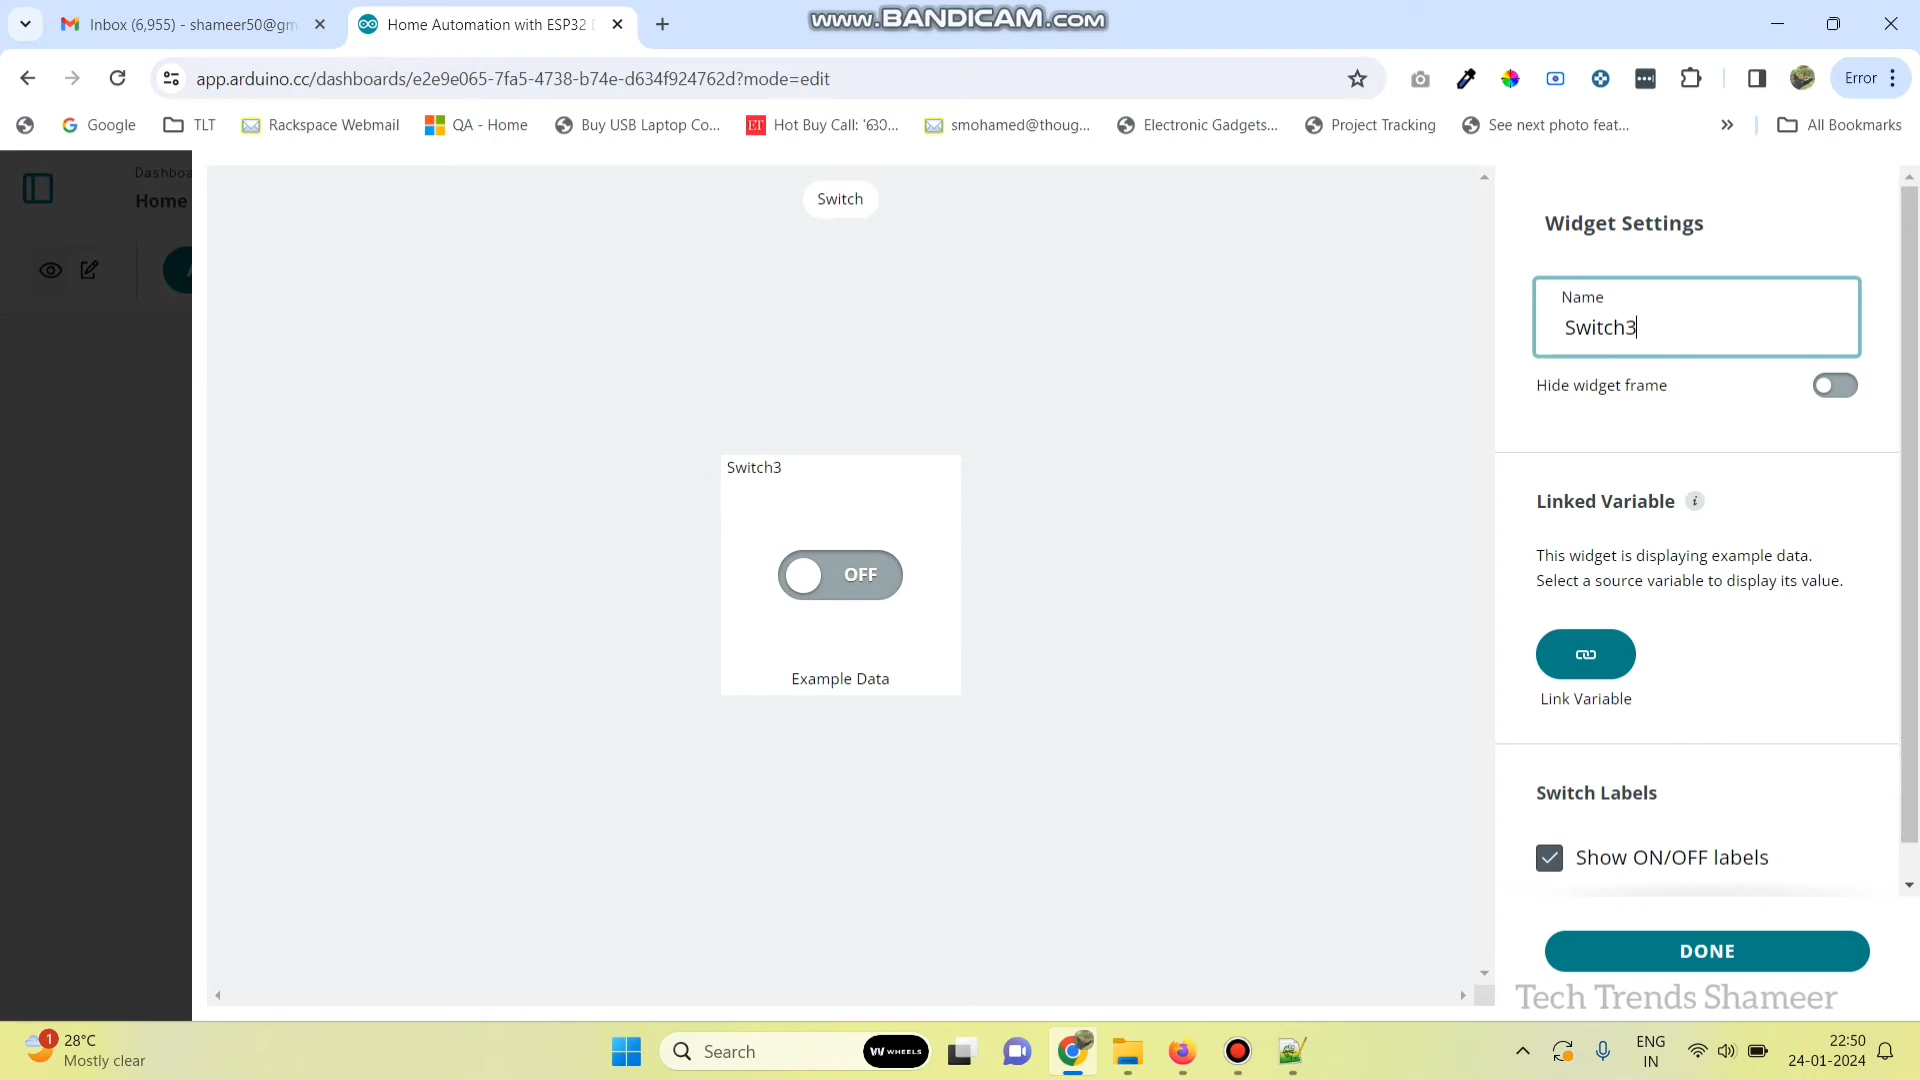 Inbox (6,955) - shameer50@gm
Home Automation with ESP32
www.BANDICAM.com
app.arduino.cc/dashboards/e2e9e065-7fa5-4738-b74e-d634f924762d?mode=edit
Error
Google
TLT
Rackspace Webmail
QA - Home
Buy USB Laptop Co...
ET
Hot Buy Call: '630...
smohamed@thoug...
Electronic Gadgets...
Project Tracking
See next photo feat...
All Bookmarks
Dashboa
Home
Switch
Widget Settings
Name
Switch3
Hide widget frame
Switch3
OFF
Example Data
Linked Variable i
This widget is displaying example data.
Select a source variable to display its value.
Link Variable
Switch Labels
Show ON/OFF labels
DONE
Tech Trends Shameer
1
28°C
Mostly clear
Search
WHEELS
ENG
IN
22:50
24-01-2024